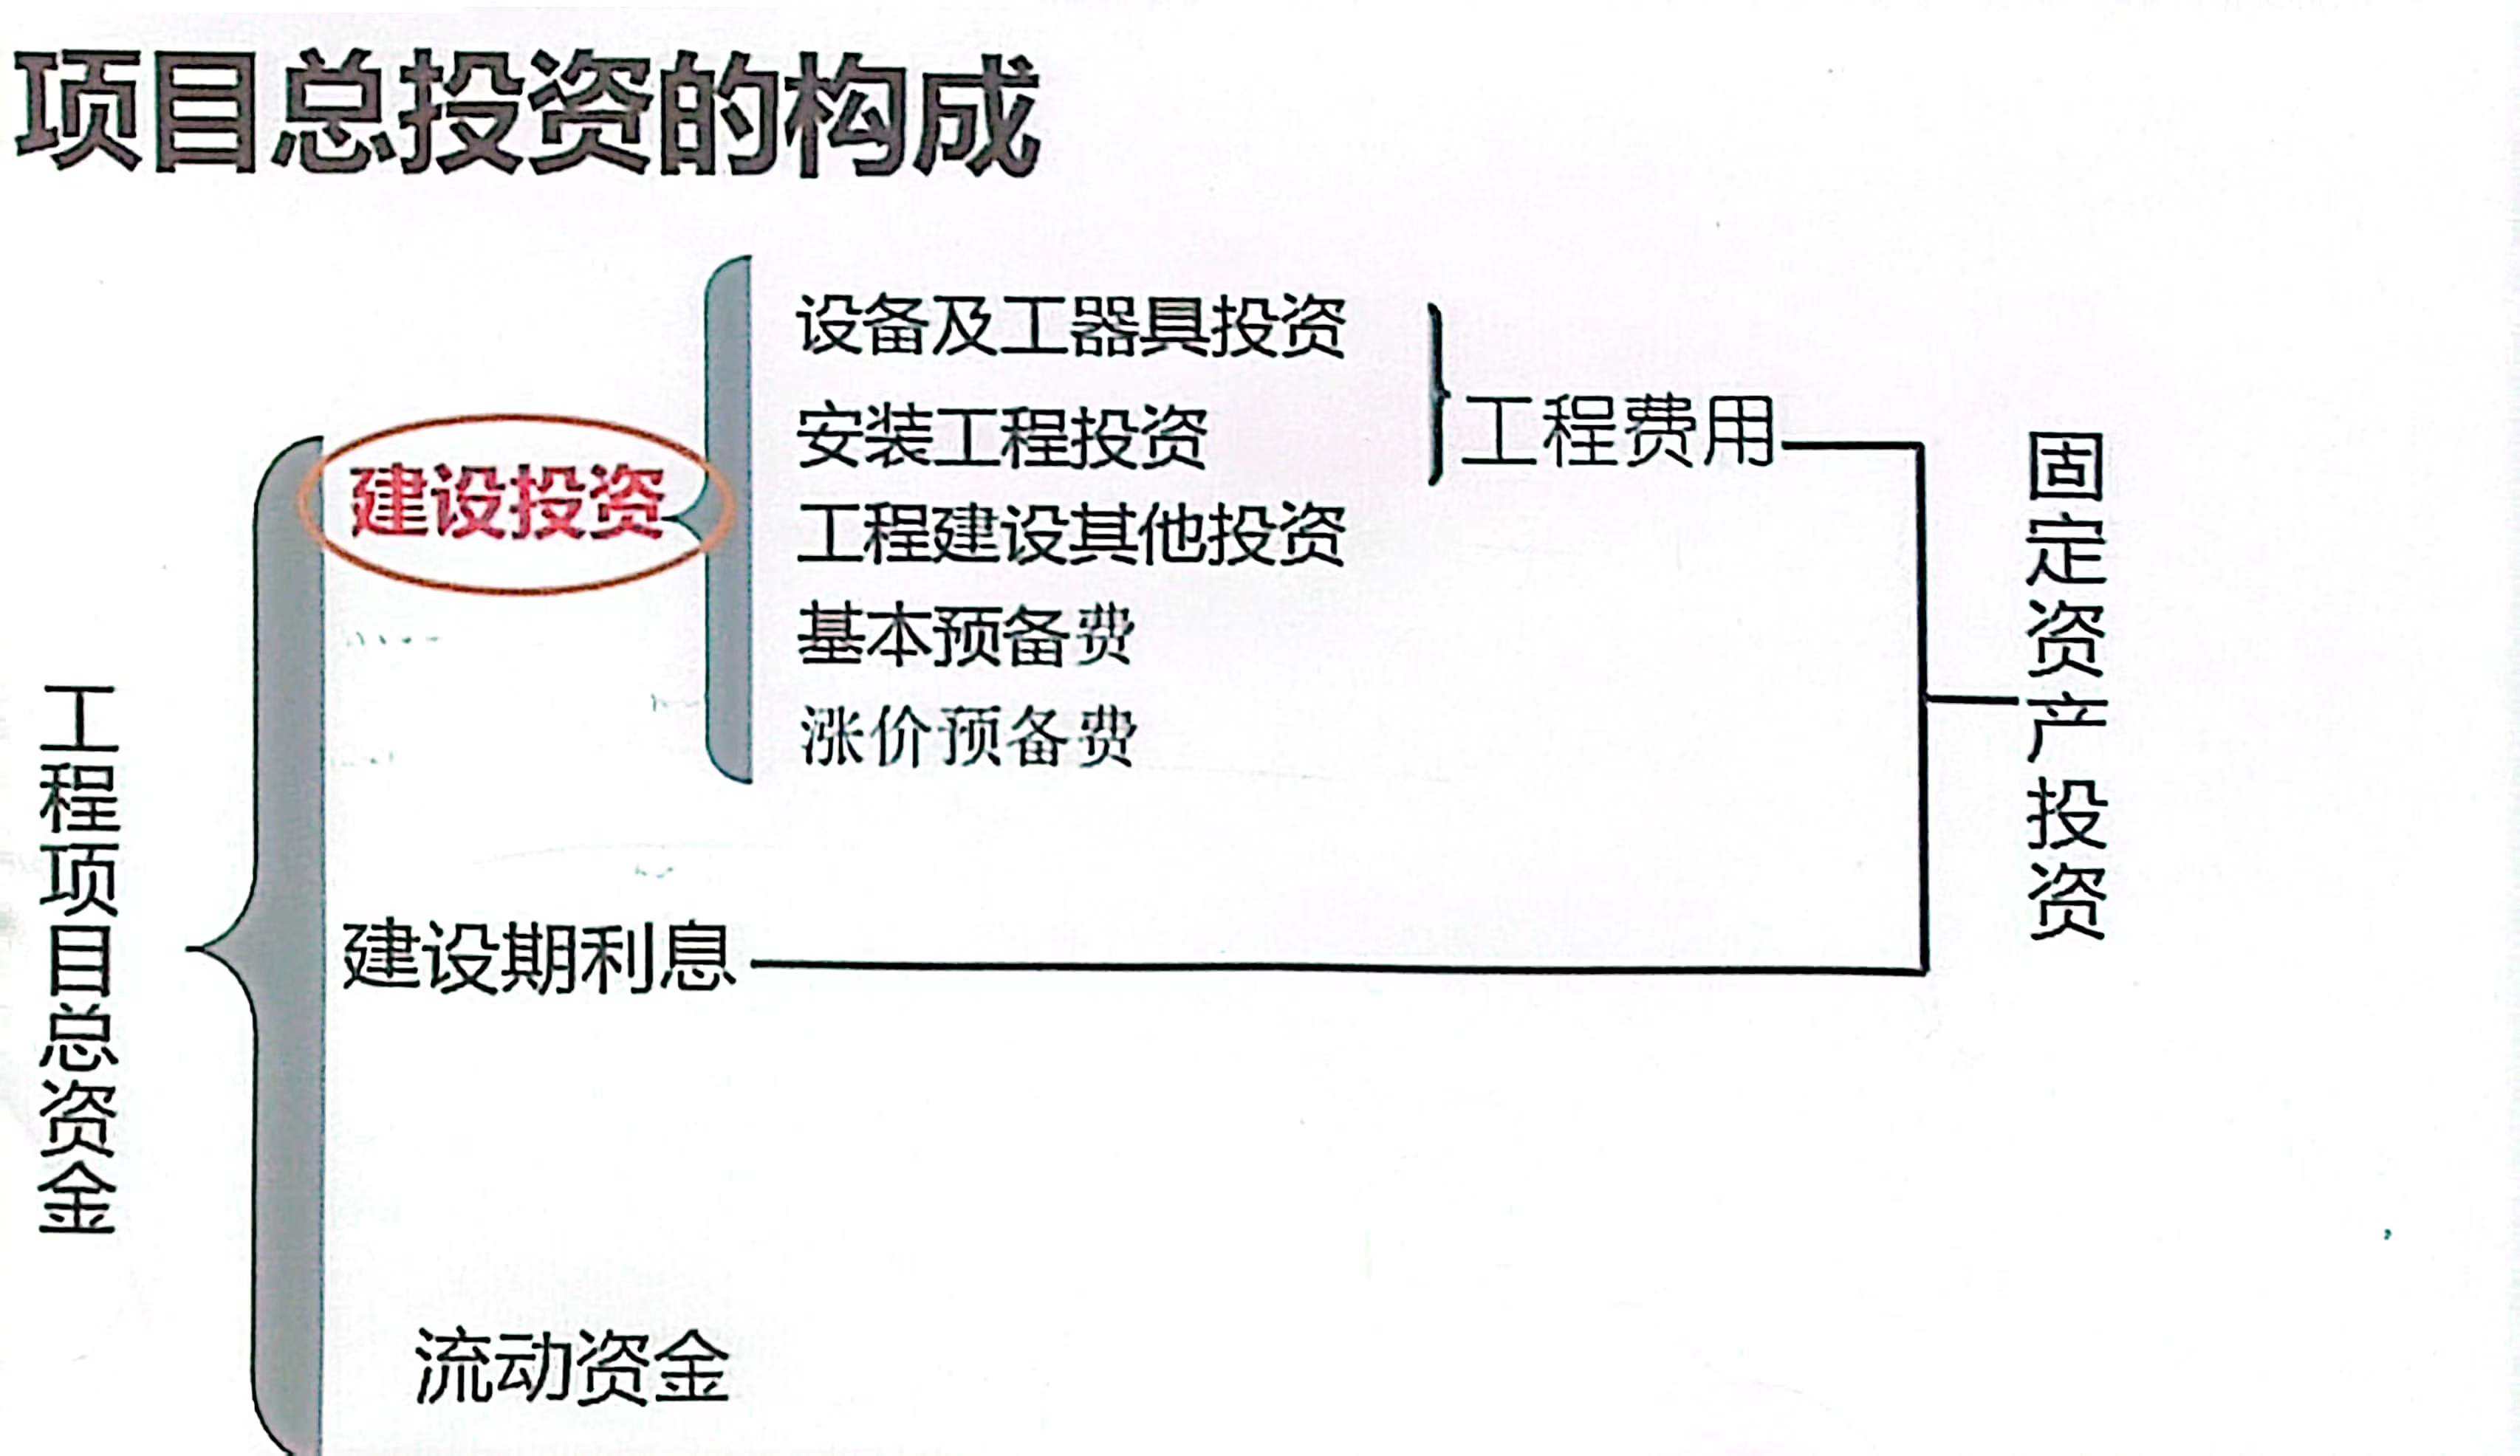 项目总投资的构成
工程项目总资金
建设投资
设备及工器具投资
安装工程投资
工程建设其他投资
基本预备费
涨价预备费
工程费用
固定资产投资
建设期利息
流动资金